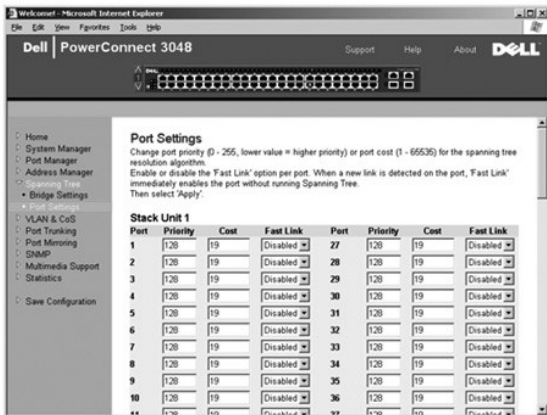 Welcome! - Microsoft Internet Explorer
File Edit View Favorites Tools Help
Dell PowerConnect 3048
Support Help About DELL
Home
System Manager
Port Manager
Address Manager
Spanning Tree
Bridge Settings
Port Settings
VLAN & CoS
Port Trunking
Port Mirroring
SNMP
Multimedia Support
Statistics
Save Configuration
Port Settings
Change port priority (0 - 255, lower value = higher priority) or port cost (1 - 65535) for the spanning tree
resolution algorithm.
Enable or disable the 'Fast Link' option per port. When a new link is detected on the port, 'Fast Link'
immediately enables the port without running Spanning Tree.
Then select 'Apply'.
Stack Unit 1
Port Priority Cost Fast Link Port Priority Cost Fast Link
1 128 19 Disabled 27 128 19 Disabled
2 128 19 Disabled 28 128 19 Disabled
3 128 19 Disabled 29 128 19 Disabled
4 128 19 Disabled 30 128 19 Disabled
5 128 19 Disabled 31 128 19 Disabled
6 128 19 Disabled 32 128 19 Disabled
7 128 19 Disabled 33 128 19 Disabled
8 128 19 Disabled 34 128 19 Disabled
9 128 19 Disabled 35 128 19 Disabled
10 128 19 Disabled 36 128 19 Disabled